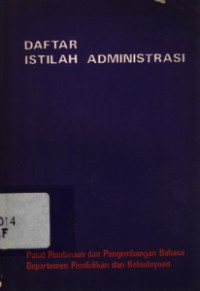 DAFTAR
ISTILAH ADMINISTRASI
014
F
Pusat Pembinaan dan Pengembangan Bahasa
Departemen Pendidikan dan Kebudayaan